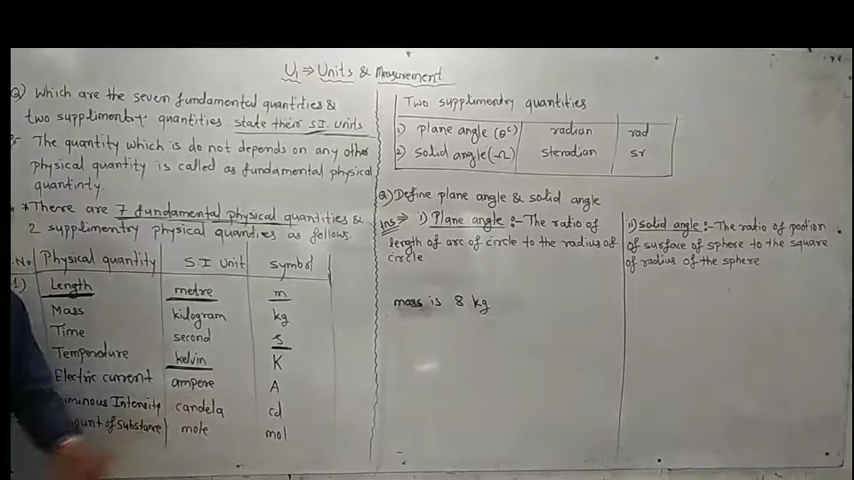 U₁ ⇒ Units & Measurement
Q) Which are the seven fundamental quantities &
two supplimentry quantities state their S.I. units.
The quantity which is do not depends on any other
physical quantity is called as fundamental physical
quantinty.
* There are 7 fundamental physical quantities &
2 supplimentry physical quanties as follows.
S.No Physical quantity S.I Unit symbol
1) Length metre m
Mass kilogram kg
Time second s
Temperature kelvin K
Electric current ampere A
Luminous Intensity candela cd
amount of substance mole mol
Two supplimentry quantities
1) plane angle (θᶜ) radian rad
2) solid angle (Ω) steradian sr
Q.) Define plane angle & solid angle
Ans ⇒ i) Plane angle :- The ratio of
length of arc of circle to the radius of
circle
ii) solid angle :- The ratio of postion
of surface of sphere to the square
of radius of the sphere
mass is 8 kg